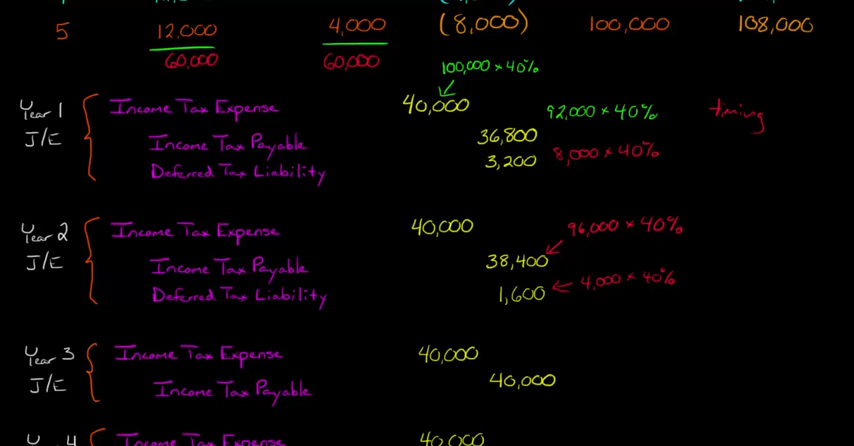 5 12,000 4,000 (8,000) 100,000 108,000
60,000 60,000
100,000 × 40%
Year 1 Income Tax Expense 40,000 92,000 × 40% timing
J/E Income Tax Payable 36,800
Deferred Tax Liability 3,200 8,000 × 40%
Year 2 Income Tax Expense 40,000 96,000 × 40%
J/E Income Tax Payable 38,400
Deferred Tax Liability 1,600 4,000 × 40%
Year 3 Income Tax Expense 40,000
J/E Income Tax Payable 40,000
Income Tax Expense 40,000